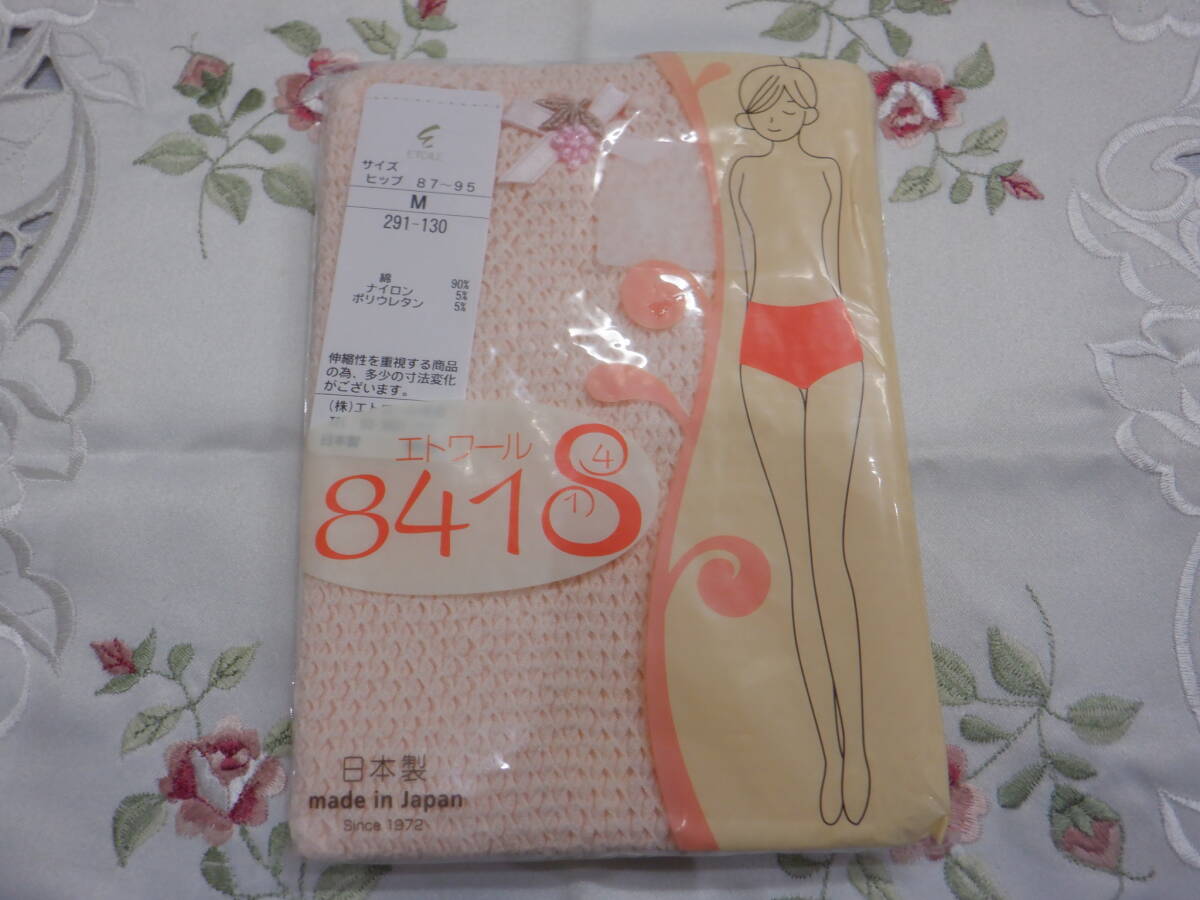 サイズ
ヒップ 87～95
M
291-130
綿 90%
ナイロン 5%
ポリウレタン 5%
伸縮性を重視する商品
の為、多少の寸法変化
がございます。
(株)エト
日本製
エトワール
8418
4
1)
日本製
made in Japan
Since 1972